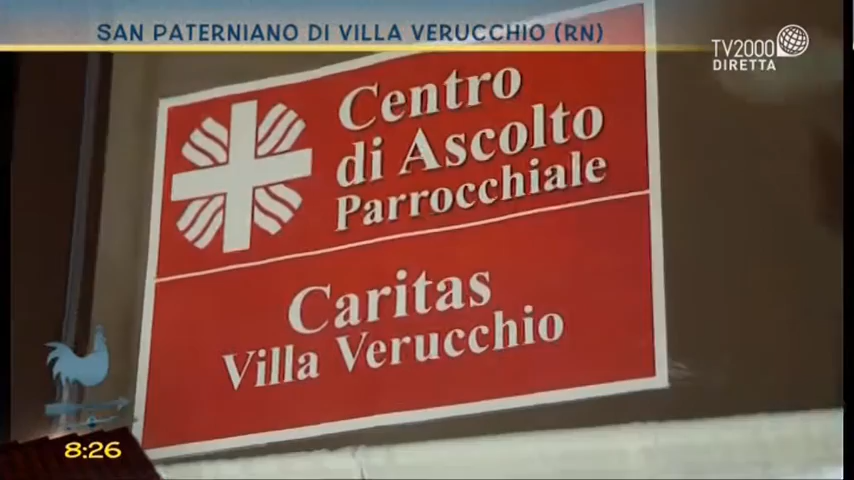 SAN PATERNIANO DI VILLA VERUCCHIO (RN)
TV2000
DIRETTA
Centro
di Ascolto
Parrocchiale
Caritas
Villa Verucchio
8:26